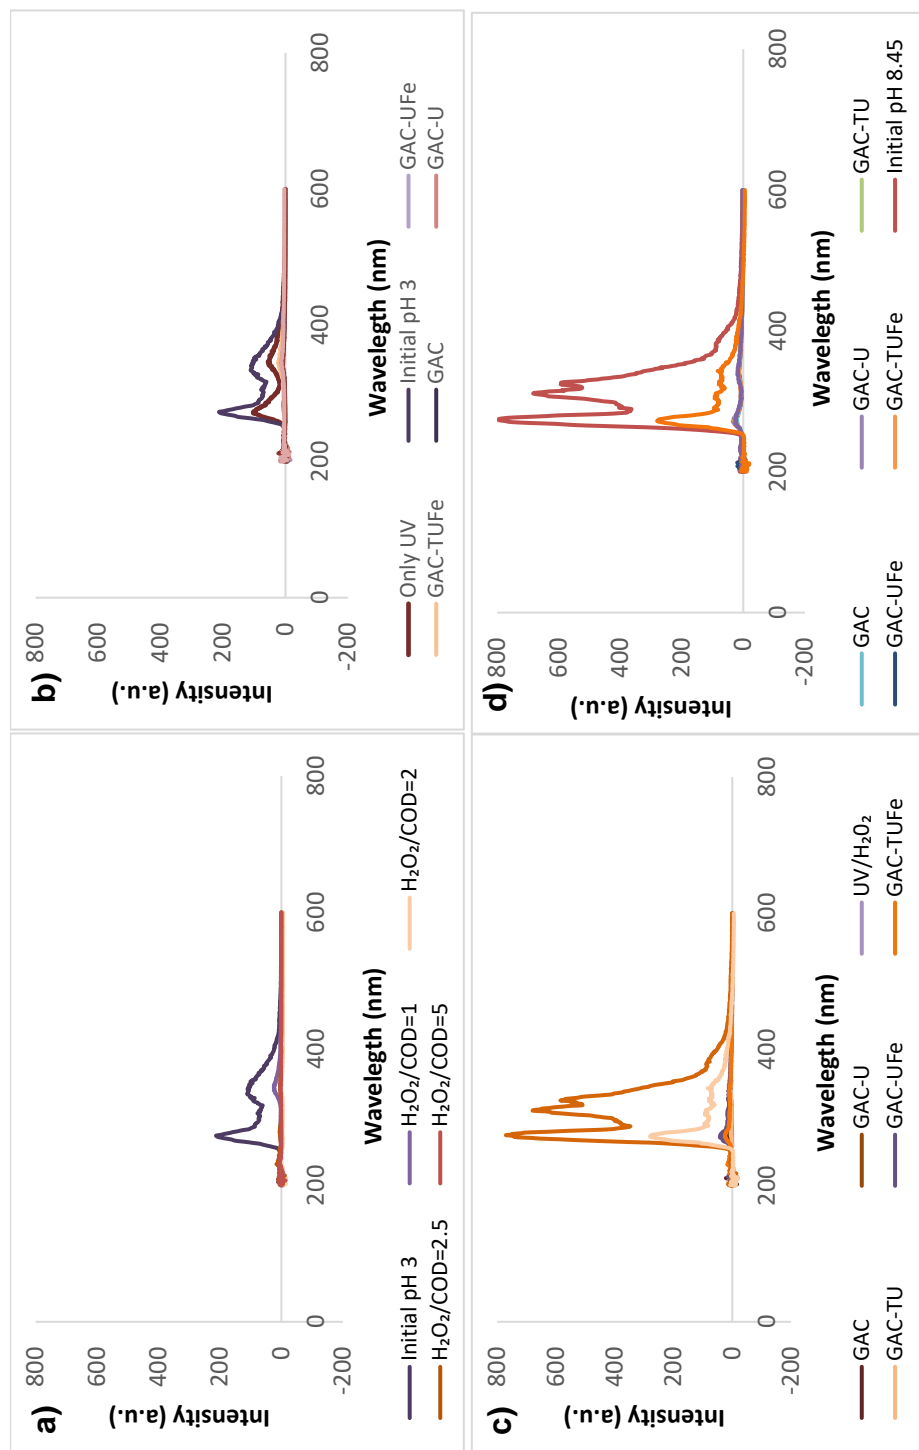 a)
800
600
400
200
0
-200
Intensity (a.u.)
0
200
400
600
800
Wavelegth (nm)
Initial pH 3
H₂O₂/COD=1
H₂O₂/COD=2
H₂O₂/COD=2.5
H₂O₂/COD=5
b)
800
600
400
200
0
-200
Intensity (a.u.)
0
200
400
600
800
Wavelegth (nm)
Only UV
Initial pH 3
GAC-UFe
GAC-TUFe
GAC
GAC-U
c)
800
600
400
200
0
-200
Intensity (a.u.)
0
200
400
600
800
Wavelegth (nm)
GAC
GAC-U
UV/H₂0₂
GAC-TU
GAC-UFe
GAC-TUFe
d)
800
600
400
200
0
-200
Intensity (a.u.)
0
200
400
600
800
Wavelegth (nm)
GAC
GAC-U
GAC-TU
GAC-UFe
GAC-TUFe
Initial pH 8.45